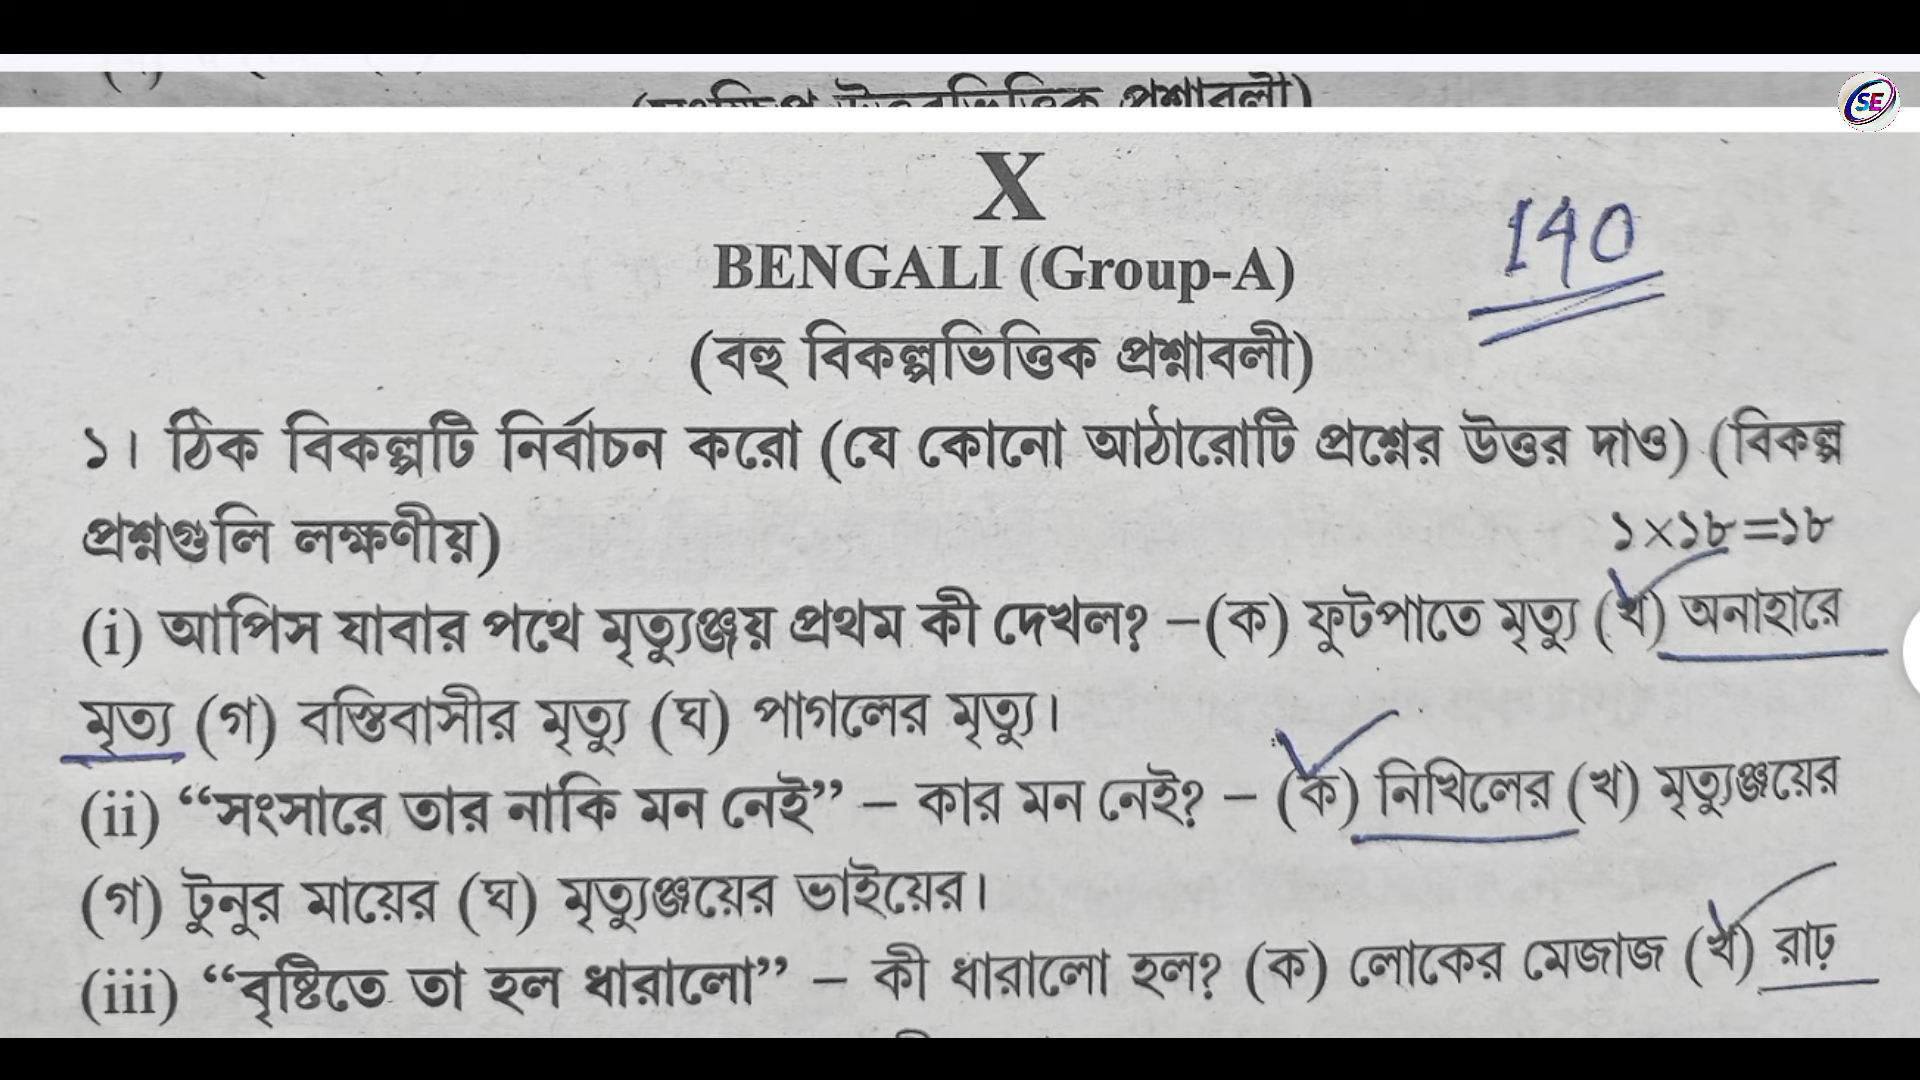 SE
X
140
BENGALI (Group-A)
(বহু বিকল্পভিত্তিক প্রশ্নাবলী)
১। ঠিক বিকল্পটি নির্বাচন করো (যে কোনো আঠারোটি প্রশ্নের উত্তর দাও) (বিকল্প
প্রশ্নগুলি লক্ষণীয়) ১×১৮=১৮
(i) আপিস যাবার পথে মৃত্যুঞ্জয় প্রথম কী দেখল? –(ক) ফুটপাতে মৃত্যু (খ) অনাহারে
মৃত্য (গ) বস্তিবাসীর মৃত্যু (ঘ) পাগলের মৃত্যু।
(ii) “সংসারে তার নাকি মন নেই” – কার মন নেই? – (ক) নিখিলের (খ) মৃত্যুঞ্জয়ের
(গ) টুনুর মায়ের (ঘ) মৃত্যুঞ্জয়ের ভাইয়ের।
(iii) “বৃষ্টিতে তা হল ধারালো” – কী ধারালো হল? (ক) লোকের মেজাজ (খ) রাঢ়